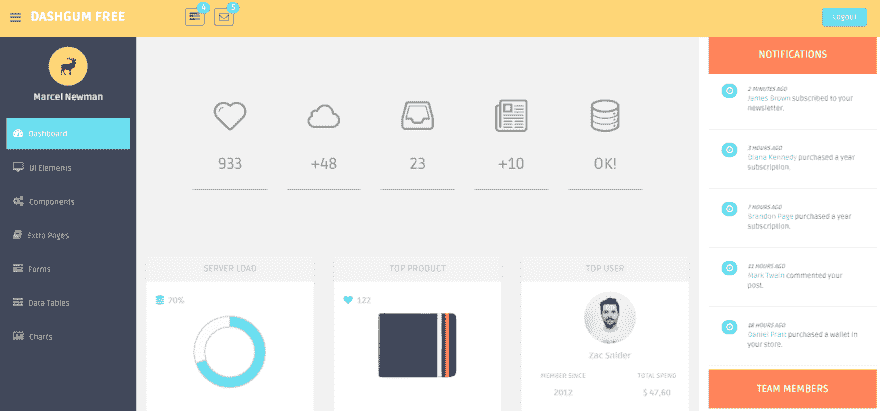 DASHGUM FREE
4
5
Logout
Marcel Newman
Dashboard
UI Elements
Components
Extra Pages
Forms
Data Tables
Charts
933
+48
23
+10
OK!
SERVER LOAD
70%
TOP PRODUCT
122
TOP USER
Zac Snider
MEMBER SINCE
TOTAL SPEND
2012
$ 47,60
NOTIFICATIONS
2 MINUTES AGO
James Brown subscribed to your
newsletter.
3 HOURS AGO
Diana Kennedy purchased a year
subscription.
7 HOURS AGO
Brandon Page purchased a year
subscription.
11 HOURS AGO
Mark Twain commented your
post.
18 HOURS AGO
Daniel Pratt purchased a wallet in
your store.
TEAM MEMBERS